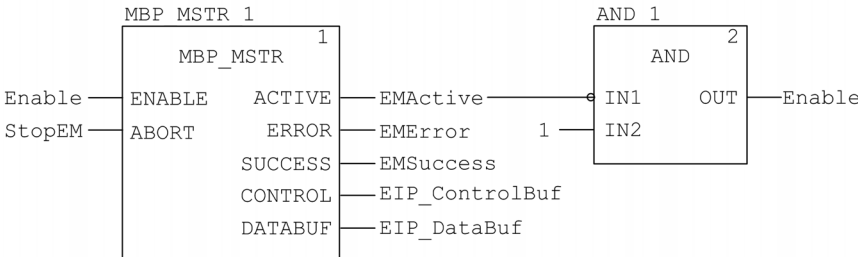 MBP_MSTR_1 AND_1
1 2
MBP_MSTR AND
Enable ENABLE ACTIVE EMActive IN1 OUT Enable
StopEM ABORT ERROR EMError 1 IN2
SUCCESS EMSuccess
CONTROL EIP_ControlBuf
DATABUF EIP_DataBuf